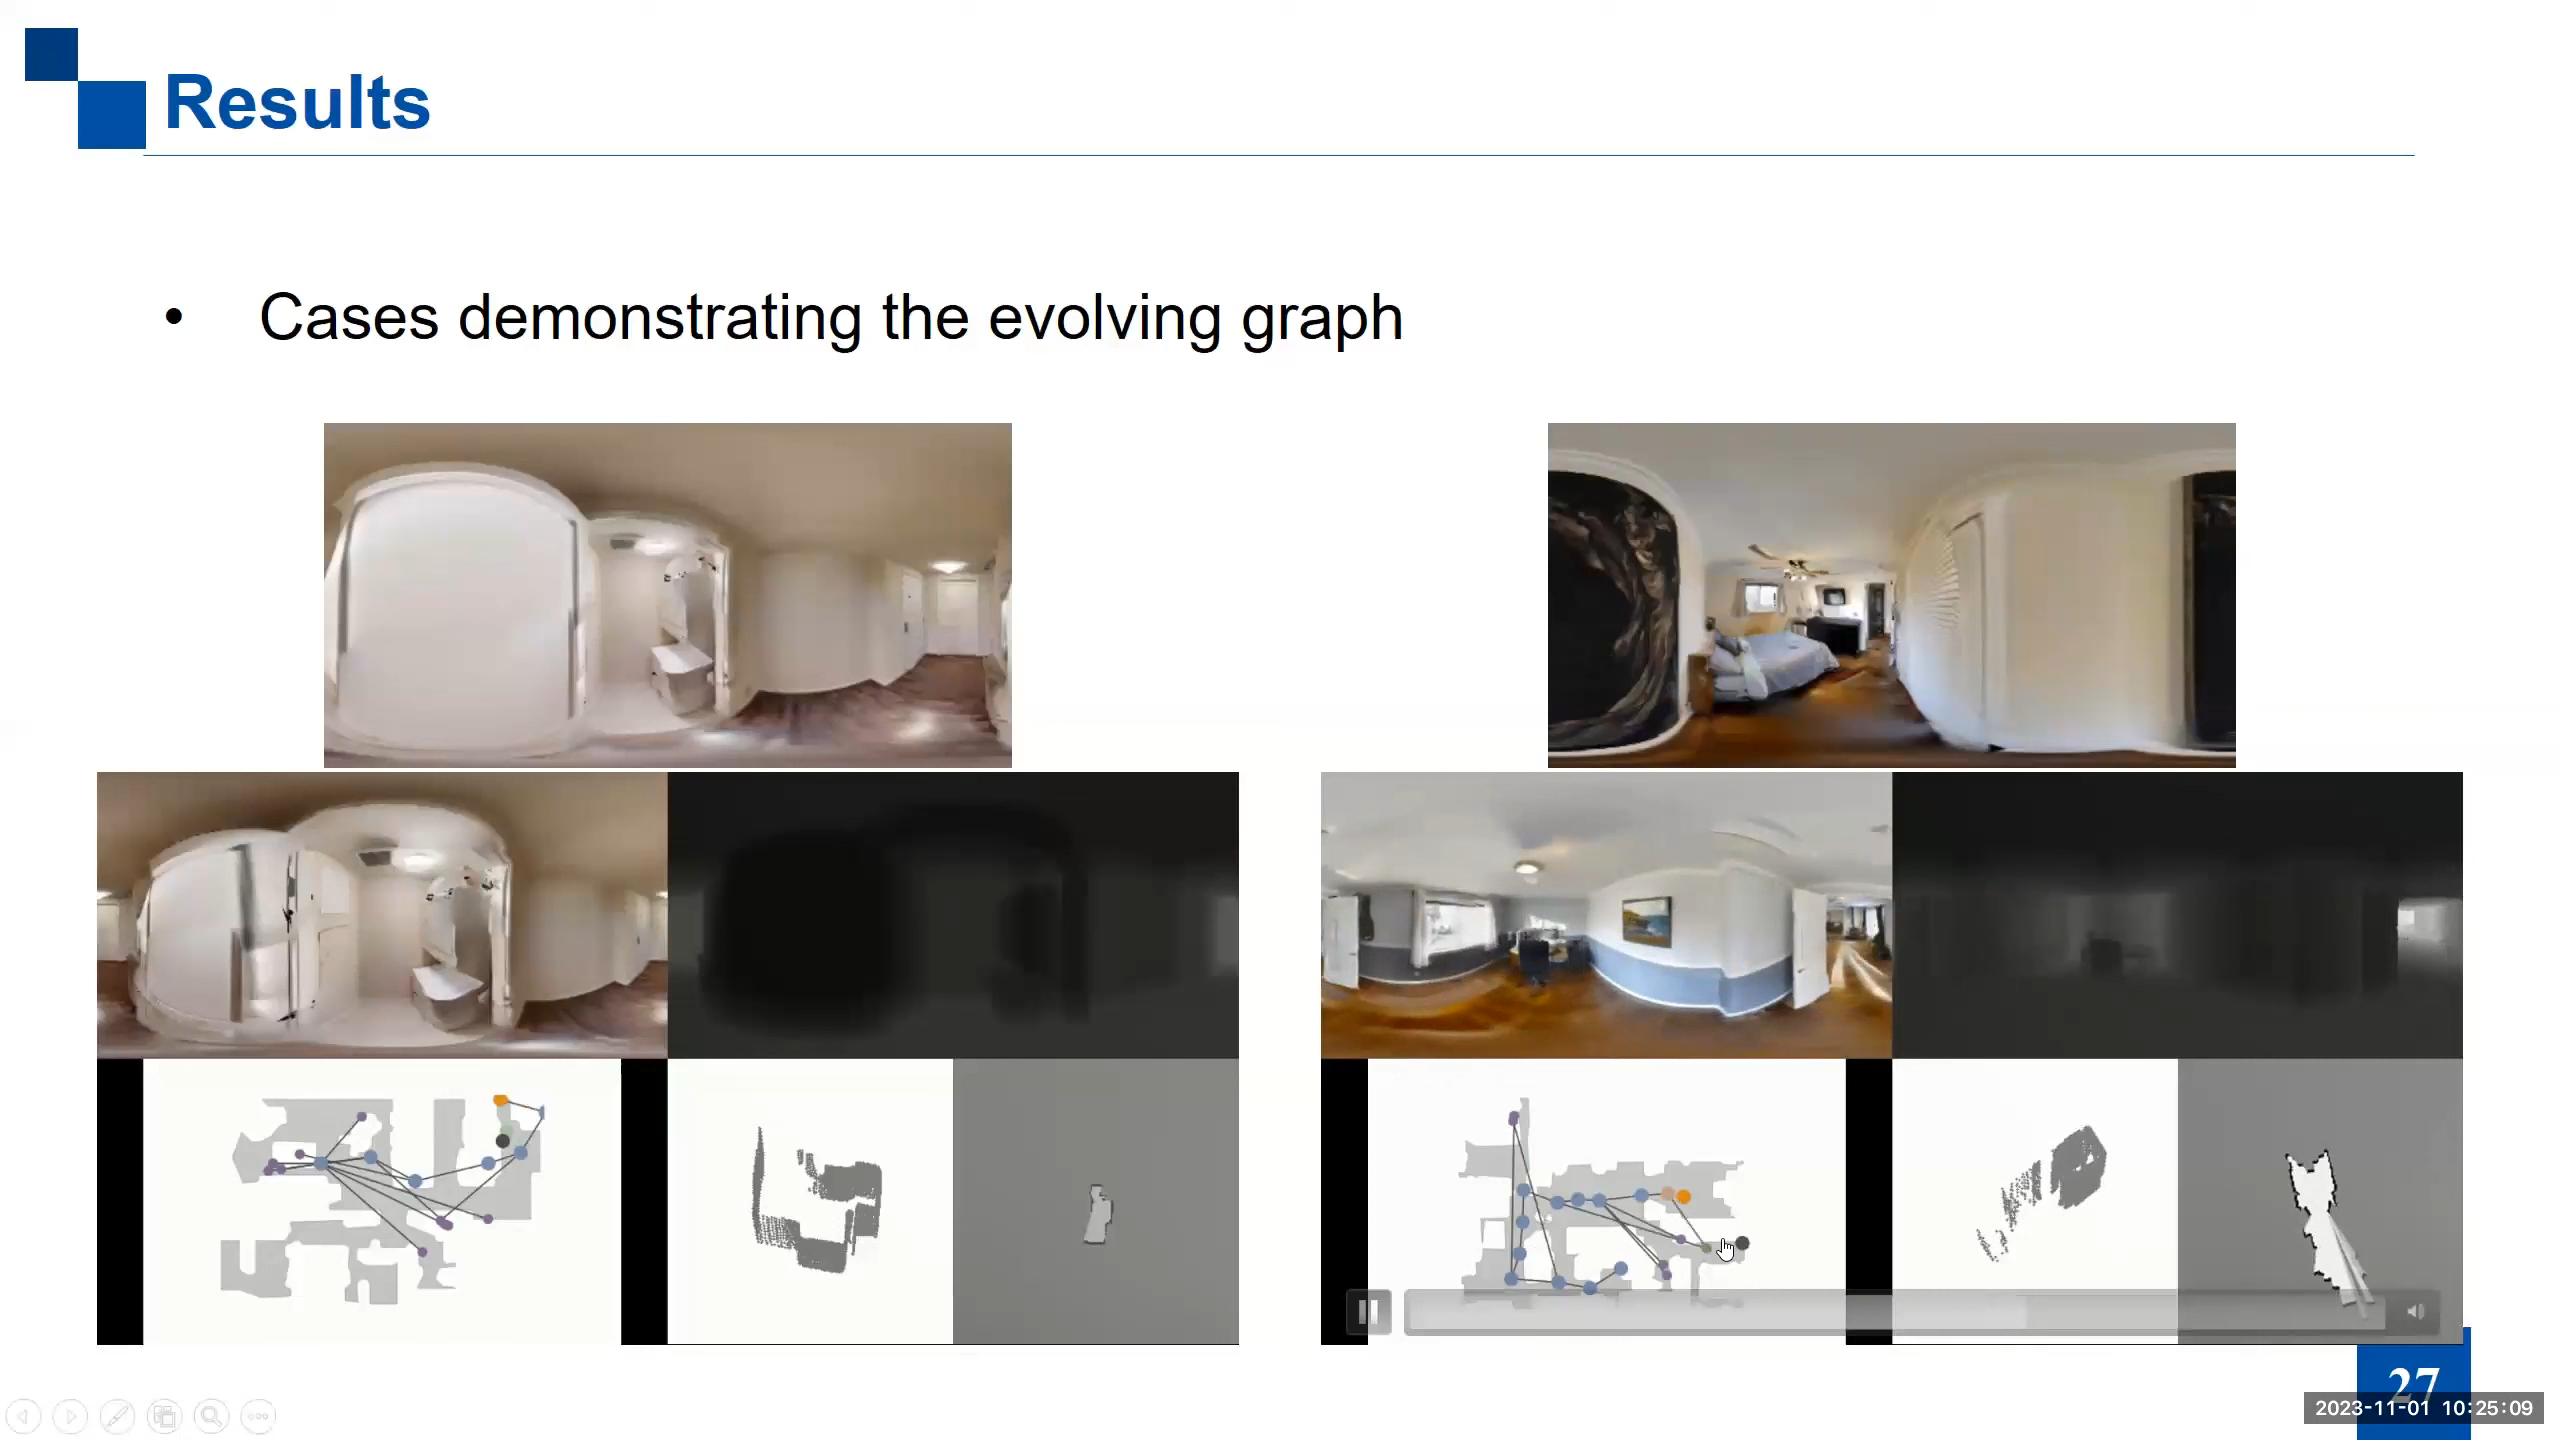 Results
• Cases demonstrating the evolving graph
27
2023-11-01 10:25:09